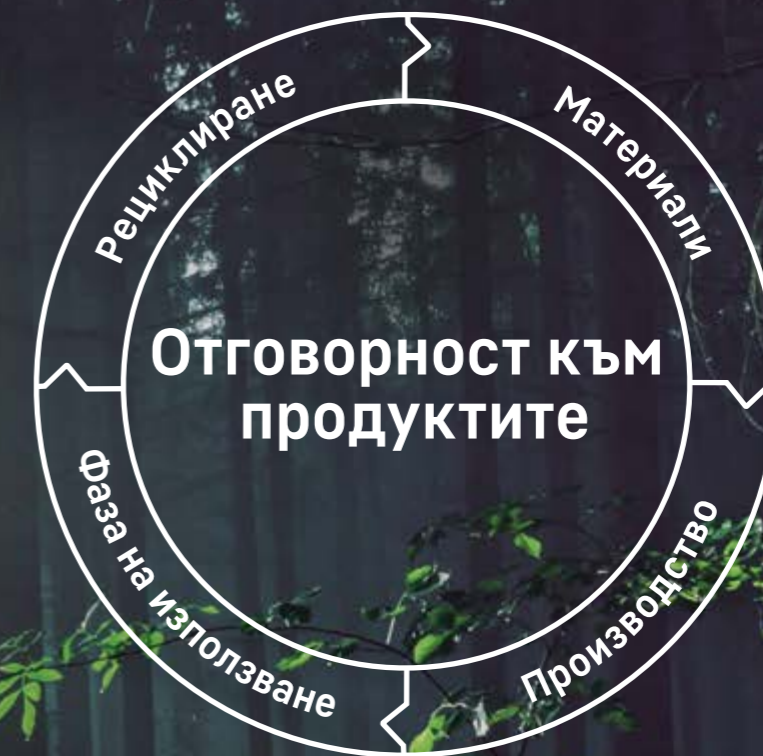 Рециклиране
Материали
Отговорност към
продуктите
Фаза на използване
Производство